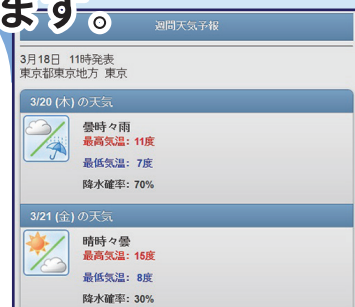 ます。
週間天気予報
3月18日 11時発表
東京都東京地方 東京
3/20 (木) の天気
曇時々雨
最高気温: 11度
最低気温: 7度
降水確率: 70%
3/21 (金) の天気
晴時々曇
最高気温: 15度
最低気温: 8度
降水確率: 30%